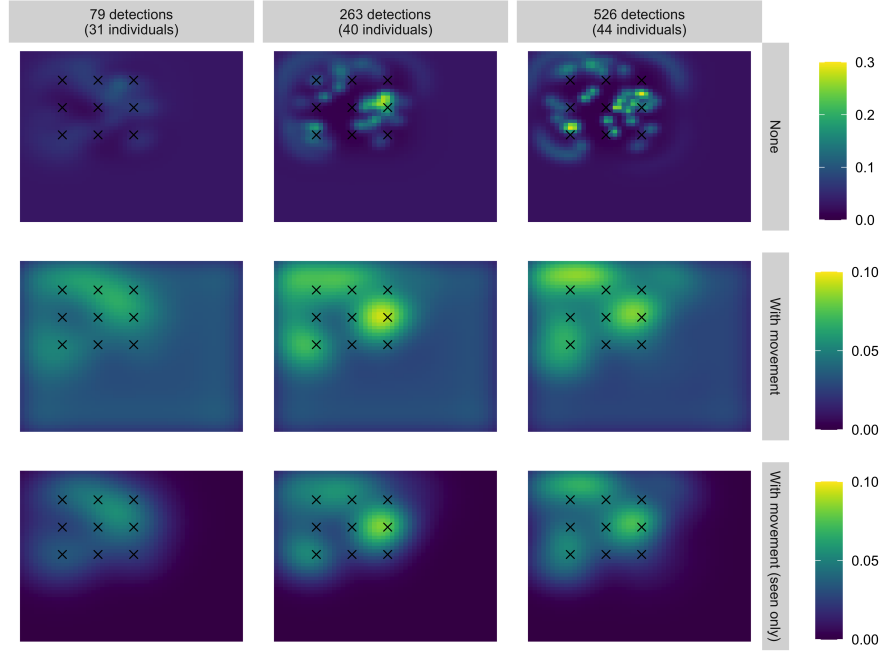 79 detections
(31 individuals)
263 detections
(40 individuals)
526 detections
(44 individuals)
None
0.3
0.2
0.1
0.0
With movement
0.10
0.05
0.00
With movement (seen only)
0.10
0.05
0.00